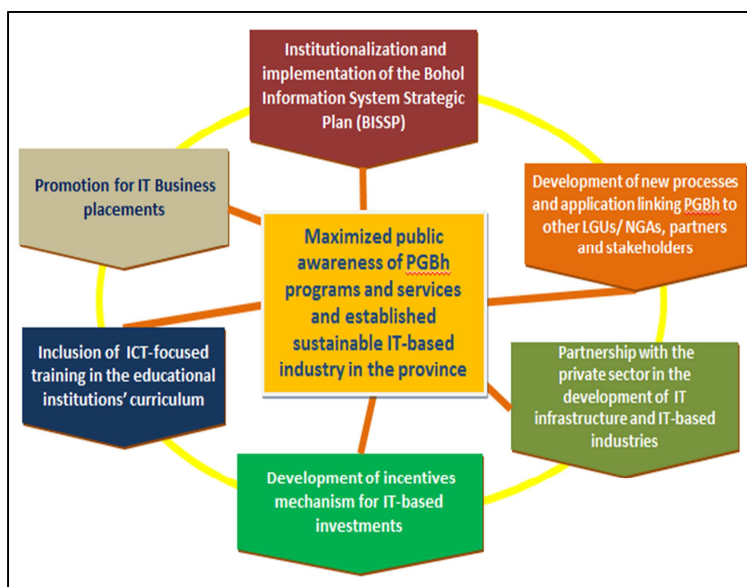 Institutionalization and
implementation of the Bohol
Information System Strategic
Plan (BISSP)
Promotion for IT Business
placements
Development of new processes
and application linking PGBh to
other LGUs/ NGAs, partners
and stakeholders
Maximized public
awareness of PGBh
programs and services
and established
sustainable IT-based
industry in the province
Inclusion of ICT-focused
training in the educational
institutions' curriculum
Partnership with the
private sector in the
development of IT
infrastructure and IT-based
industries
Development of incentives
mechanism for IT-based
investments